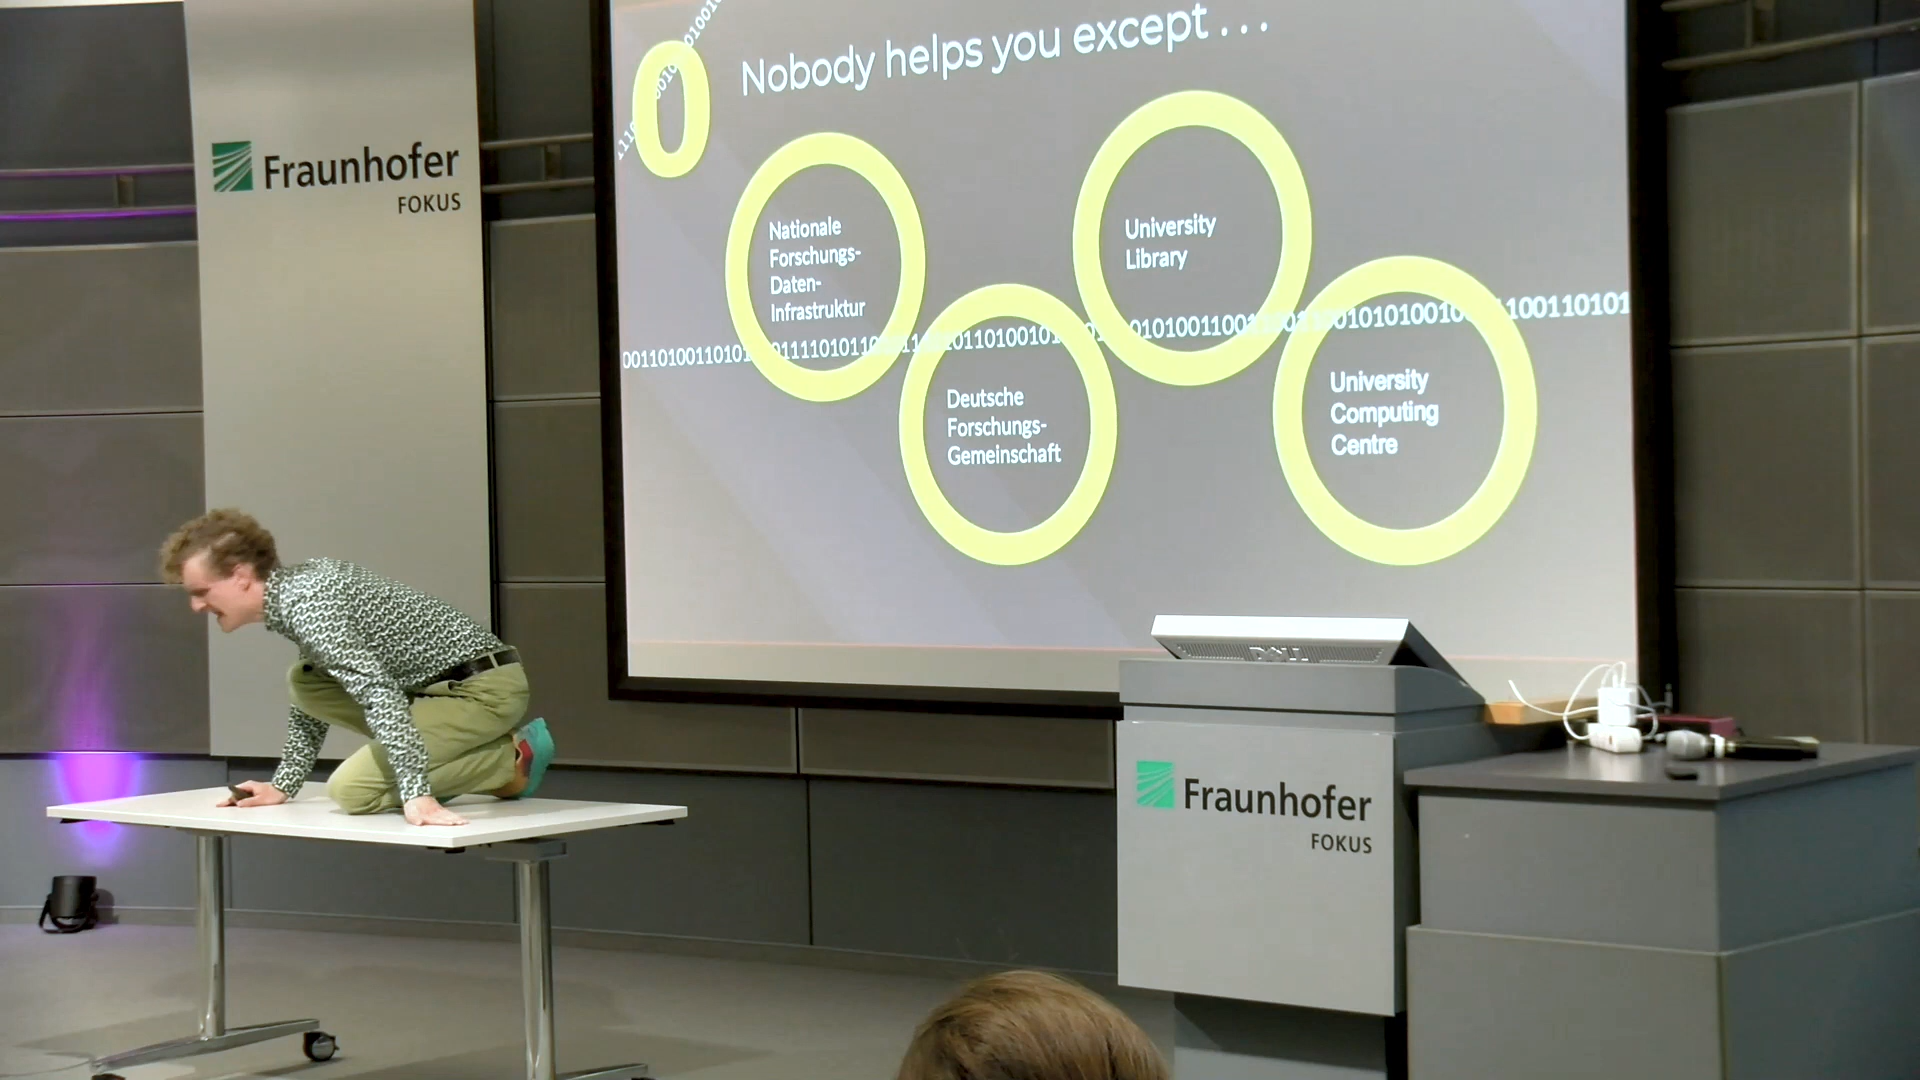 Nobody helps you except . . .
0
Fraunhofer
FOKUS
Nationale
Forschungs-
Daten-
Infrastruktur
University
Library
Deutsche
Forschungs-
Gemeinschaft
University
Computing
Centre
DELL
Fraunhofer
FOKUS